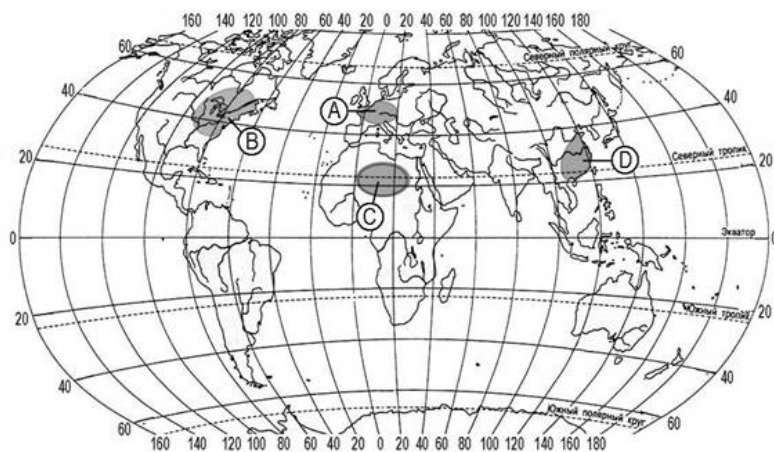 160 140 120 100 80 60 40 20 0 20 40 60 80 100 120 140 160 180
60 Северный полярный круг 60
40 40
A
B
D
20 Северный тропик 20
C
0 Экватор 0
20 Южный тропик 20
40 40
60 Южный полярный круг 60
160 140 120 100 80 60 40 20 0 20 40 60 80 100 120 140 160 180